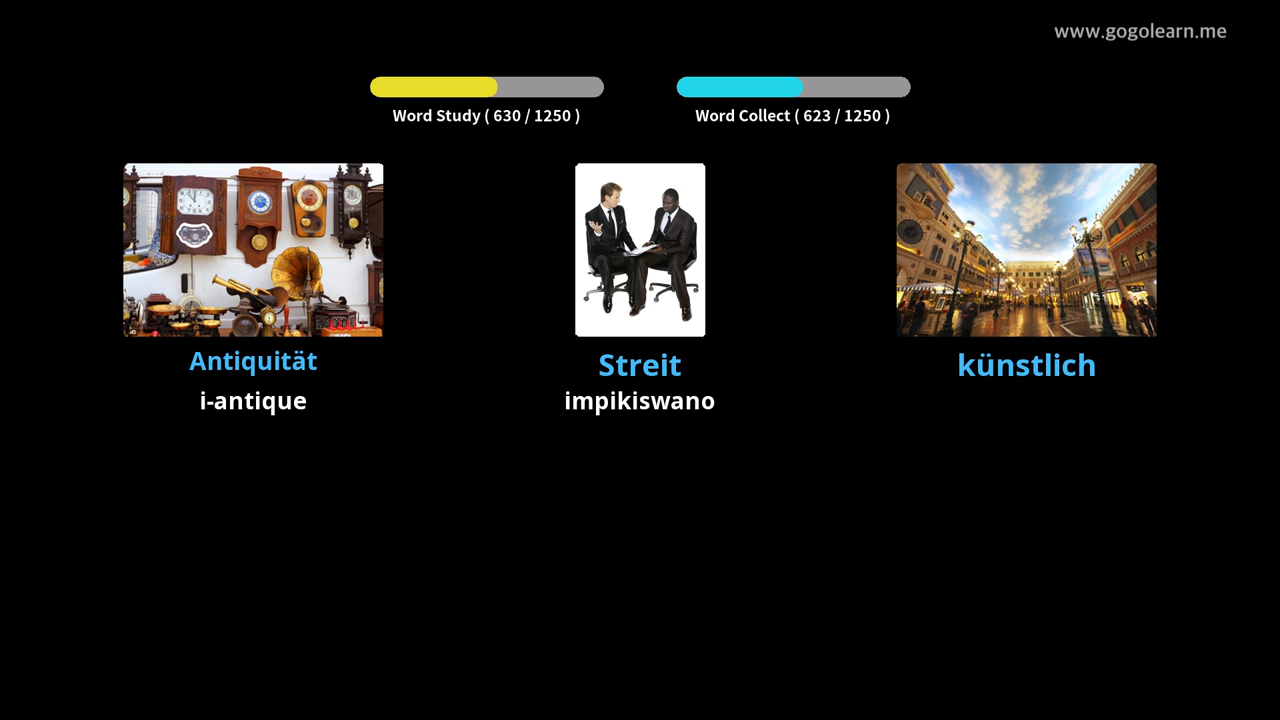 www.gogolearn.me
Word Study ( 630 / 1250 )
Word Collect ( 623 / 1250 )
Antiquität
Streit
künstlich
i-antique
impikiswano